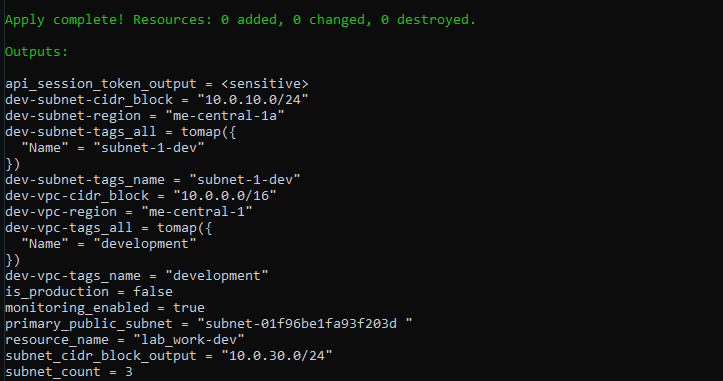 Apply complete! Resources: 0 added, 0 changed, 0 destroyed.
Outputs:
api_session_token_output = <sensitive>
dev-subnet-cidr_block = "10.0.10.0/24"
dev-subnet-region = "me-central-1a"
dev-subnet-tags_all = tomap({
  "Name" = "subnet-1-dev"
})
dev-subnet-tags_name = "subnet-1-dev"
dev-vpc-cidr_block = "10.0.0.0/16"
dev-vpc-region = "me-central-1"
dev-vpc-tags_all = tomap({
  "Name" = "development"
})
dev-vpc-tags_name = "development"
is_production = false
monitoring_enabled = true
primary_public_subnet = "subnet-01f96be1fa93f203d "
resource_name = "lab_work-dev"
subnet_cidr_block_output = "10.0.30.0/24"
subnet_count = 3